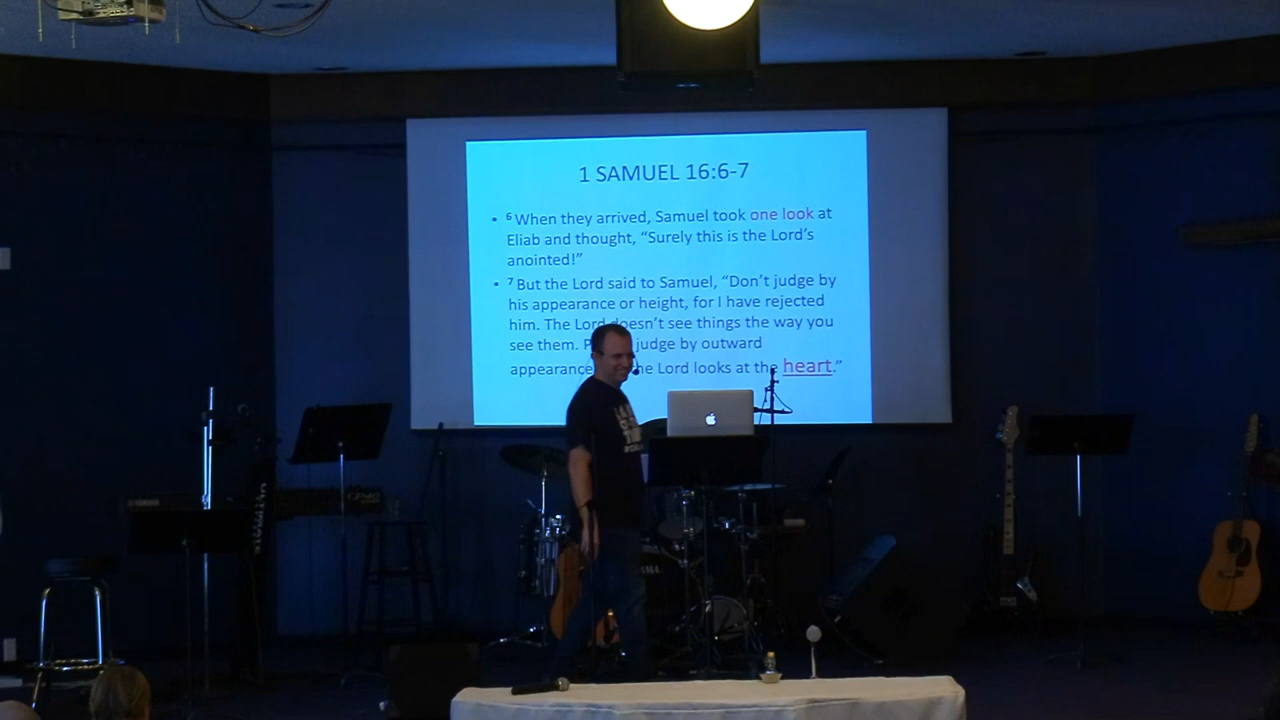 1 SAMUEL 16:6-7
• ⁶ When they arrived, Samuel took one look at
Eliab and thought, “Surely this is the Lord’s
anointed!”
• ⁷ But the Lord said to Samuel, “Don’t judge by
his appearance or height, for I have rejected
him. The Lord doesn’t see things the way you
see them. judge by outward
appearance Lord looks at the heart.”
ULTIMATE